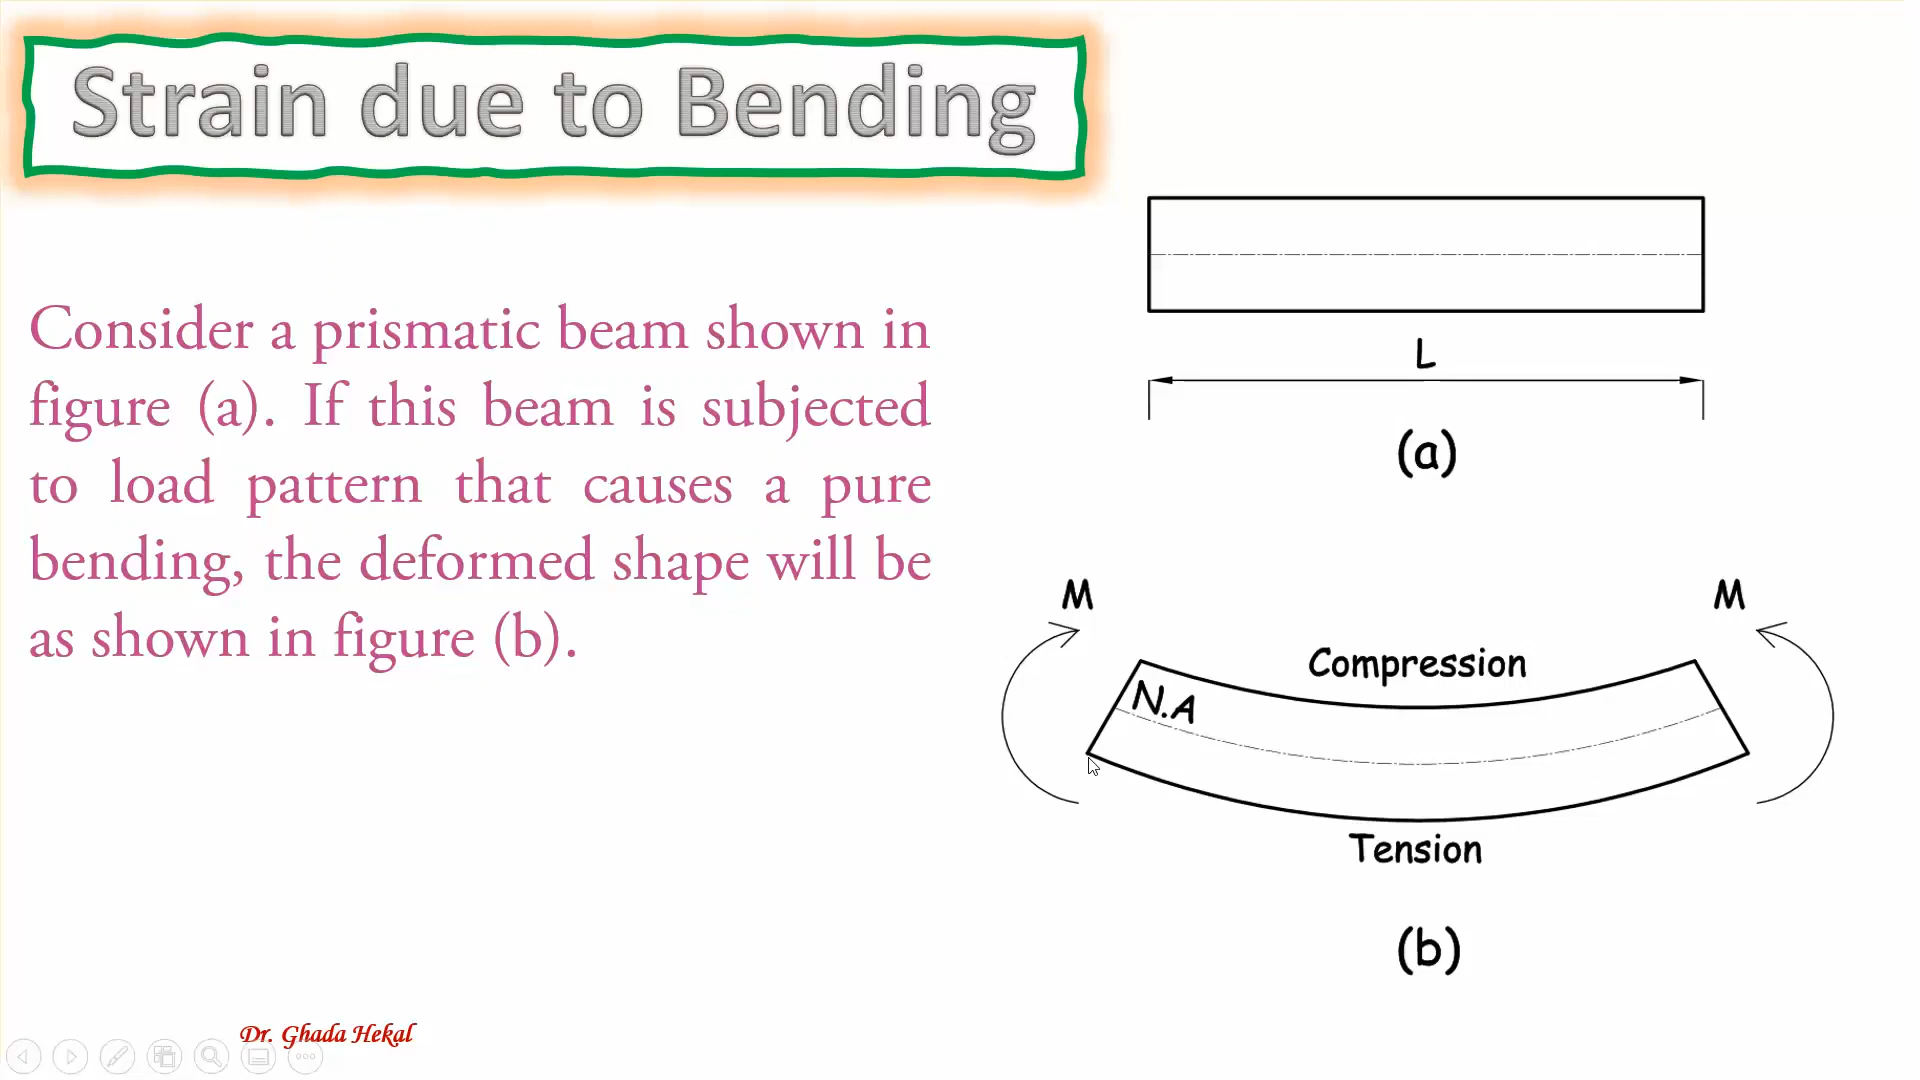 Strain due to Bending
Consider a prismatic beam shown in
figure (a). If this beam is subjected
to load pattern that causes a pure
bending, the deformed shape will be
as shown in figure (b).
L
(a)
M
M
Compression
N.A
Tension
(b)
Dr. Ghada Hekal